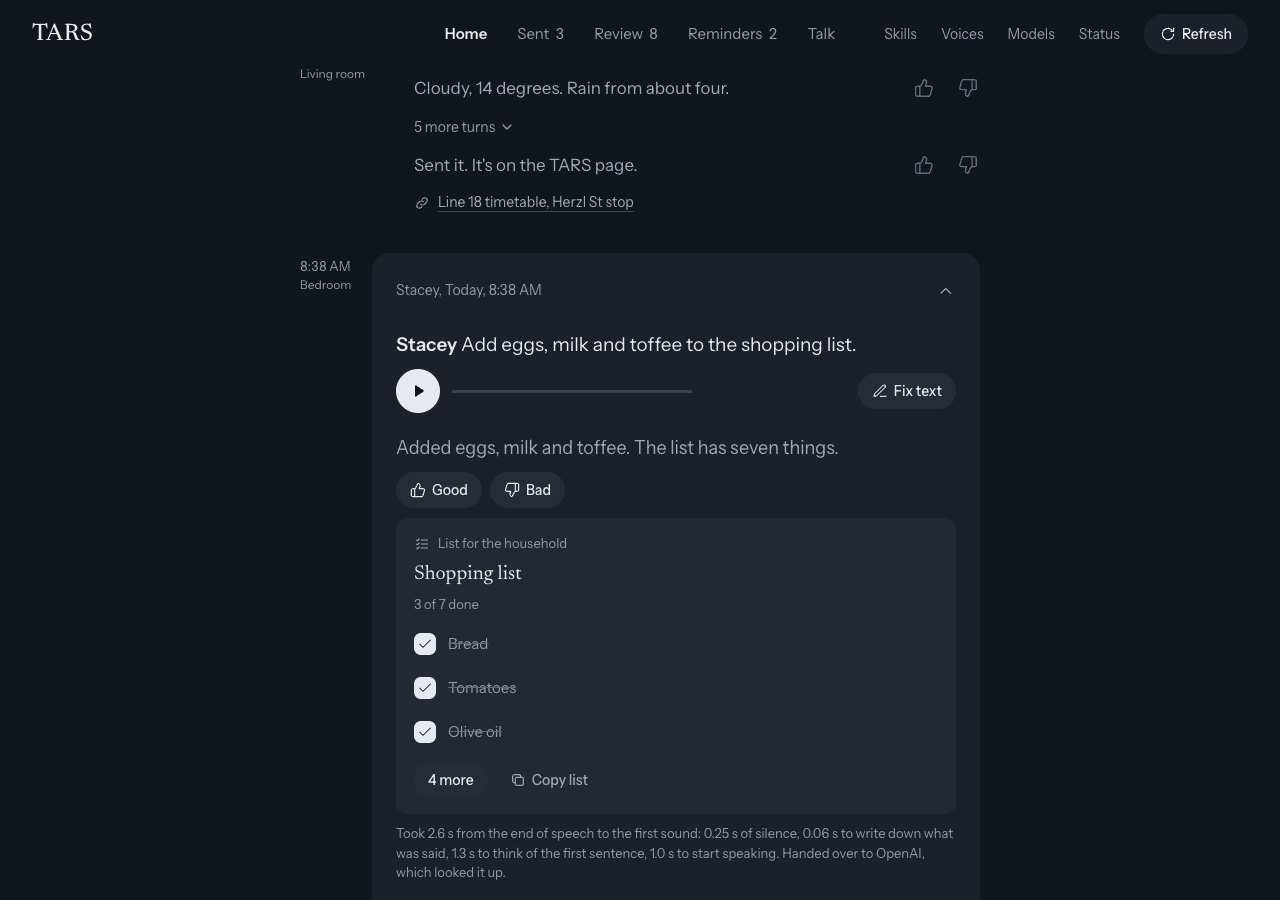 TARS
Home
Sent 3
Review 8
Reminders 2
Talk
Skills
Voices
Models
Status
Refresh
Living room
Cloudy, 14 degrees. Rain from about four.
5 more turns
Sent it. It's on the TARS page.
Line 18 timetable, Herzl St stop
8:38 AM
Bedroom
Stacey, Today, 8:38 AM
Stacey Add eggs, milk and toffee to the shopping list.
Fix text
Added eggs, milk and toffee. The list has seven things.
Good
Bad
List for the household
Shopping list
3 of 7 done
Bread
Tomatoes
Olive oil
4 more
Copy list
Took 2.6 s from the end of speech to the first sound: 0.25 s of silence, 0.06 s to write down what
was said, 1.3 s to think of the first sentence, 1.0 s to start speaking. Handed over to OpenAI,
which looked it up.